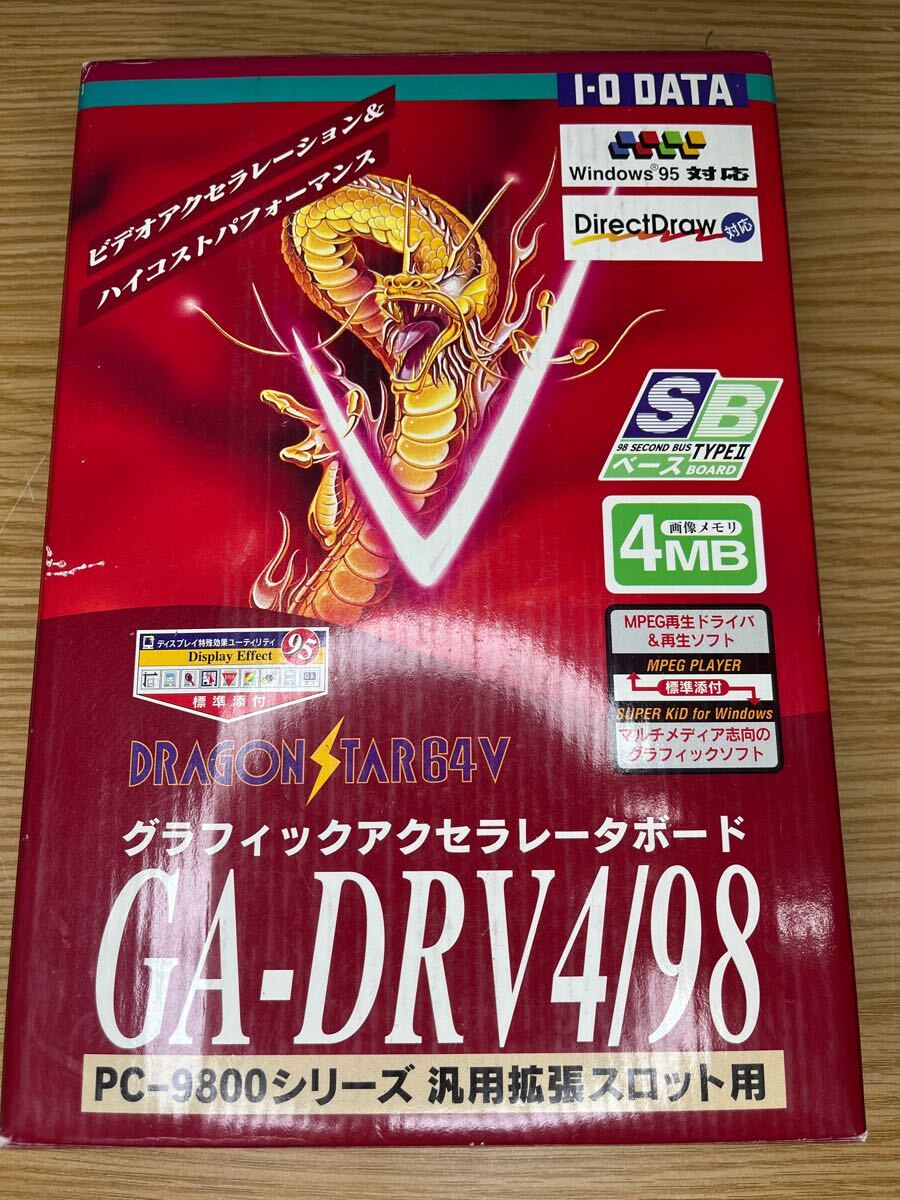 I-O DATA
ビデオアクセラレーション&
ハイコストパフォーマンス
Windows®95 対応
DirectDraw 対応
SB
98 SECOND BUS TYPEII
ベース BOARD
画像メモリ
4MB
MPEG再生ドライバ
&再生ソフト
MPEG PLAYER
標準添付
SUPER KiD for Windows
マルチメディア志向の
グラフィックソフト
ディスプレイ特殊効果ユーティリティ
Display Effect 95
標準添付
DRAGON STAR64V
グラフィックアクセラレータボード
GA-DRV4/98
PC-9800シリーズ 汎用拡張スロット用